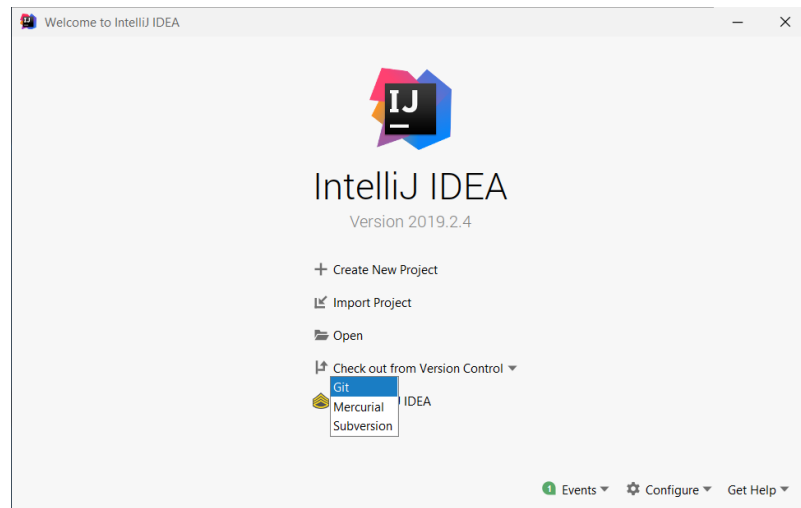 Welcome to IntelliJ IDEA
IJ
IntelliJ IDEA
Version 2019.2.4
Create New Project
Import Project
Open
Check out from Version Control
Git
Mercurial
IDEA
Subversion
1 Events Configure Get Help